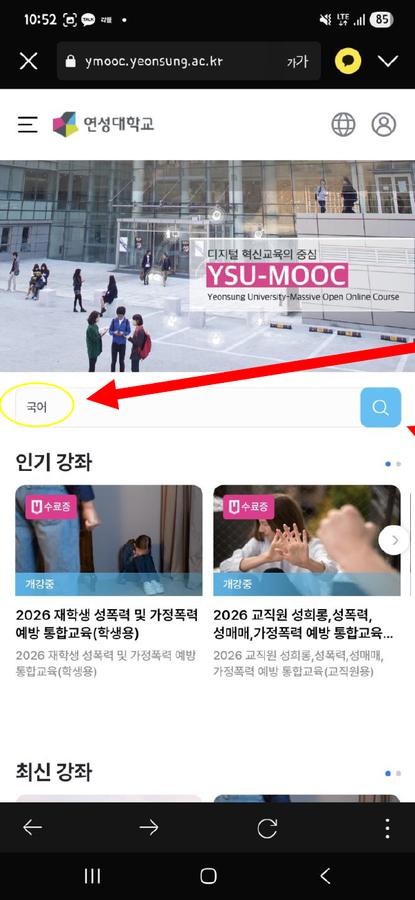 10:52 TALK 각플 LTE 85
ymooc.yeonsung.ac.kr 가가
연성대학교
디지털 혁신교육의 중심
YSU-MOOC
Yeonsung University-Massive Open Online Course
국어
인기 강좌
수료증
개강중
2026 재학생 성폭력 및 가정폭력
예방 통합교육(학생용)
2026 재학생 성폭력 및 가정폭력 예방
통합교육(학생용)
수료증
개강중
2026 교직원 성희롱,성폭력,
성매매,가정폭력 예방 통합교육...
2026 교직원 성희롱,성폭력,성매매,
가정폭력 예방 통합교육(교직원용)
최신 강좌